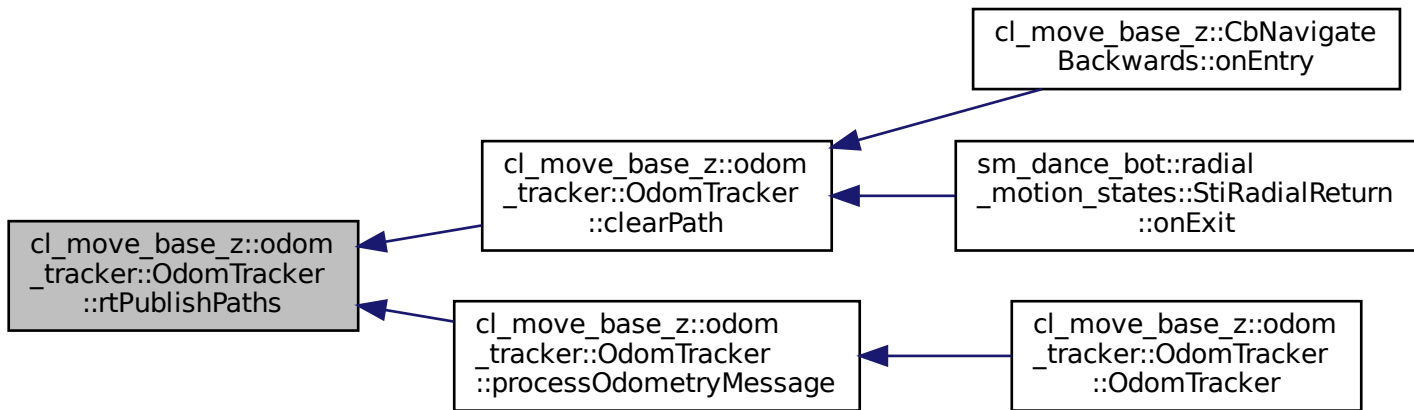 cl_move_base_z::CbNavigate
Backwards::onEntry
cl_move_base_z::odom
_tracker::OdomTracker
::clearPath
sm_dance_bot::radial
_motion_states::StiRadialReturn
::onExit
cl_move_base_z::odom
_tracker::OdomTracker
::rtPublishPaths
cl_move_base_z::odom
_tracker::OdomTracker
::processOdometryMessage
cl_move_base_z::odom
_tracker::OdomTracker
::OdomTracker